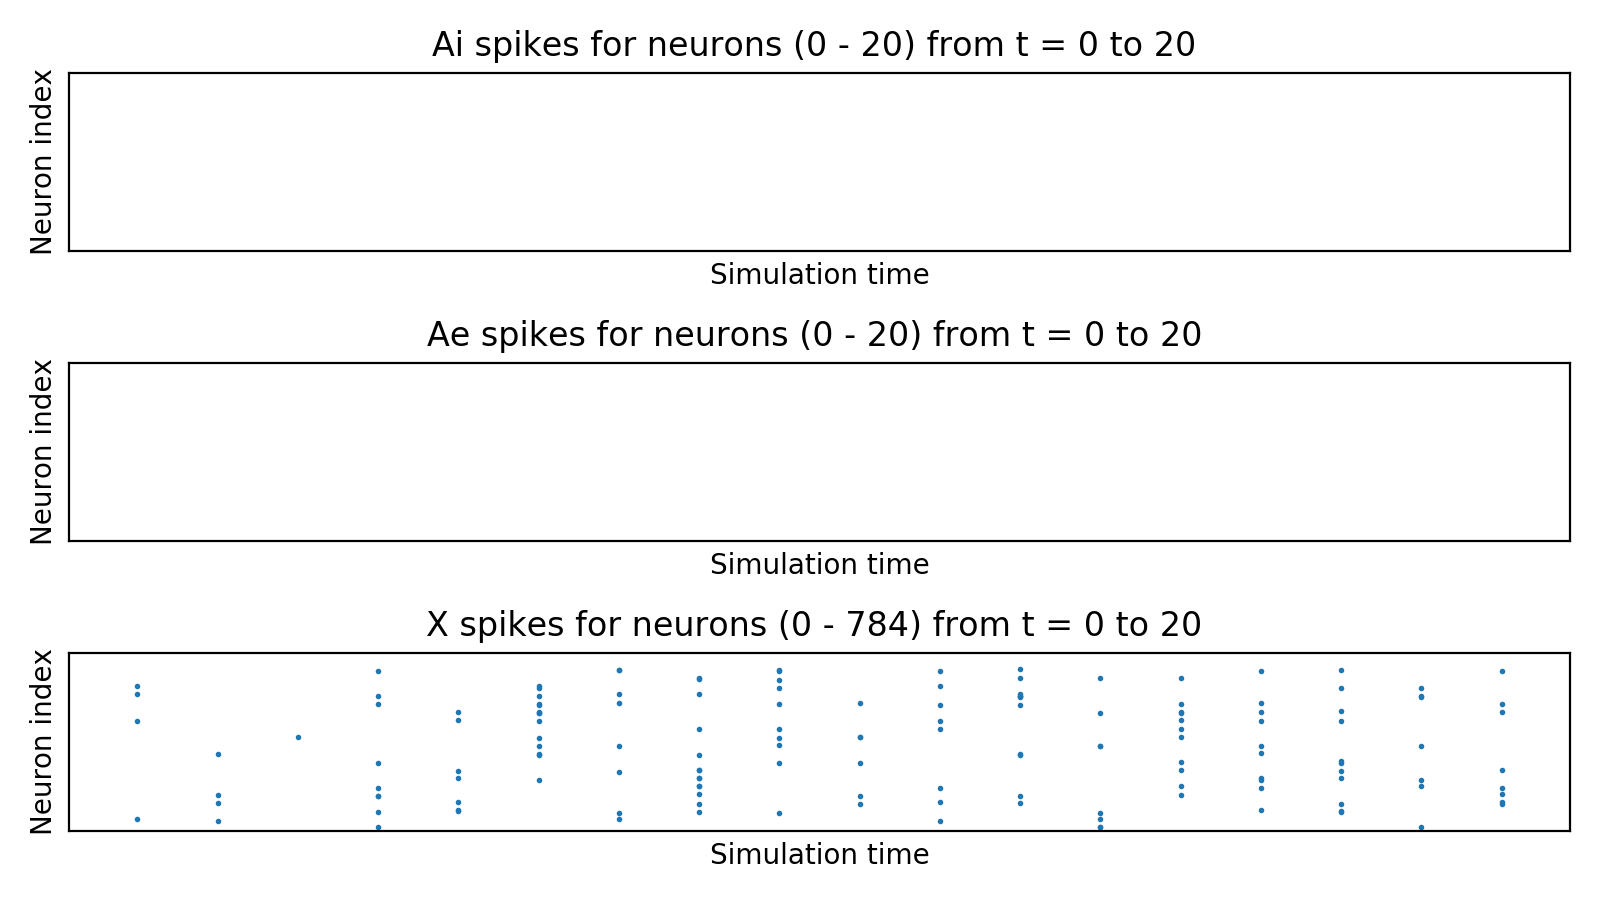 Ai spikes for neurons (0 - 20) from t = 0 to 20
Neuron index
Simulation time
Ae spikes for neurons (0 - 20) from t = 0 to 20
Neuron index
Simulation time
X spikes for neurons (0 - 784) from t = 0 to 20
Neuron index
Simulation time